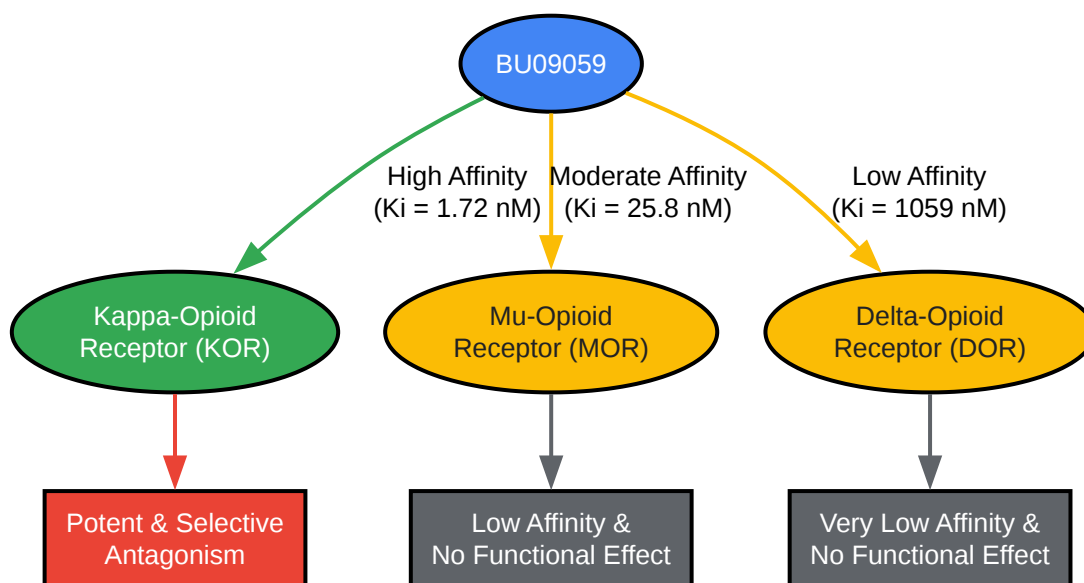 BU09059
High Affinity
(Ki = 1.72 nM)
Moderate Affinity
(Ki = 25.8 nM)
Low Affinity
(Ki = 1059 nM)
Kappa-Opioid
Receptor (KOR)
Mu-Opioid
Receptor (MOR)
Delta-Opioid
Receptor (DOR)
Potent & Selective
Antagonism
Low Affinity &
No Functional Effect
Very Low Affinity &
No Functional Effect